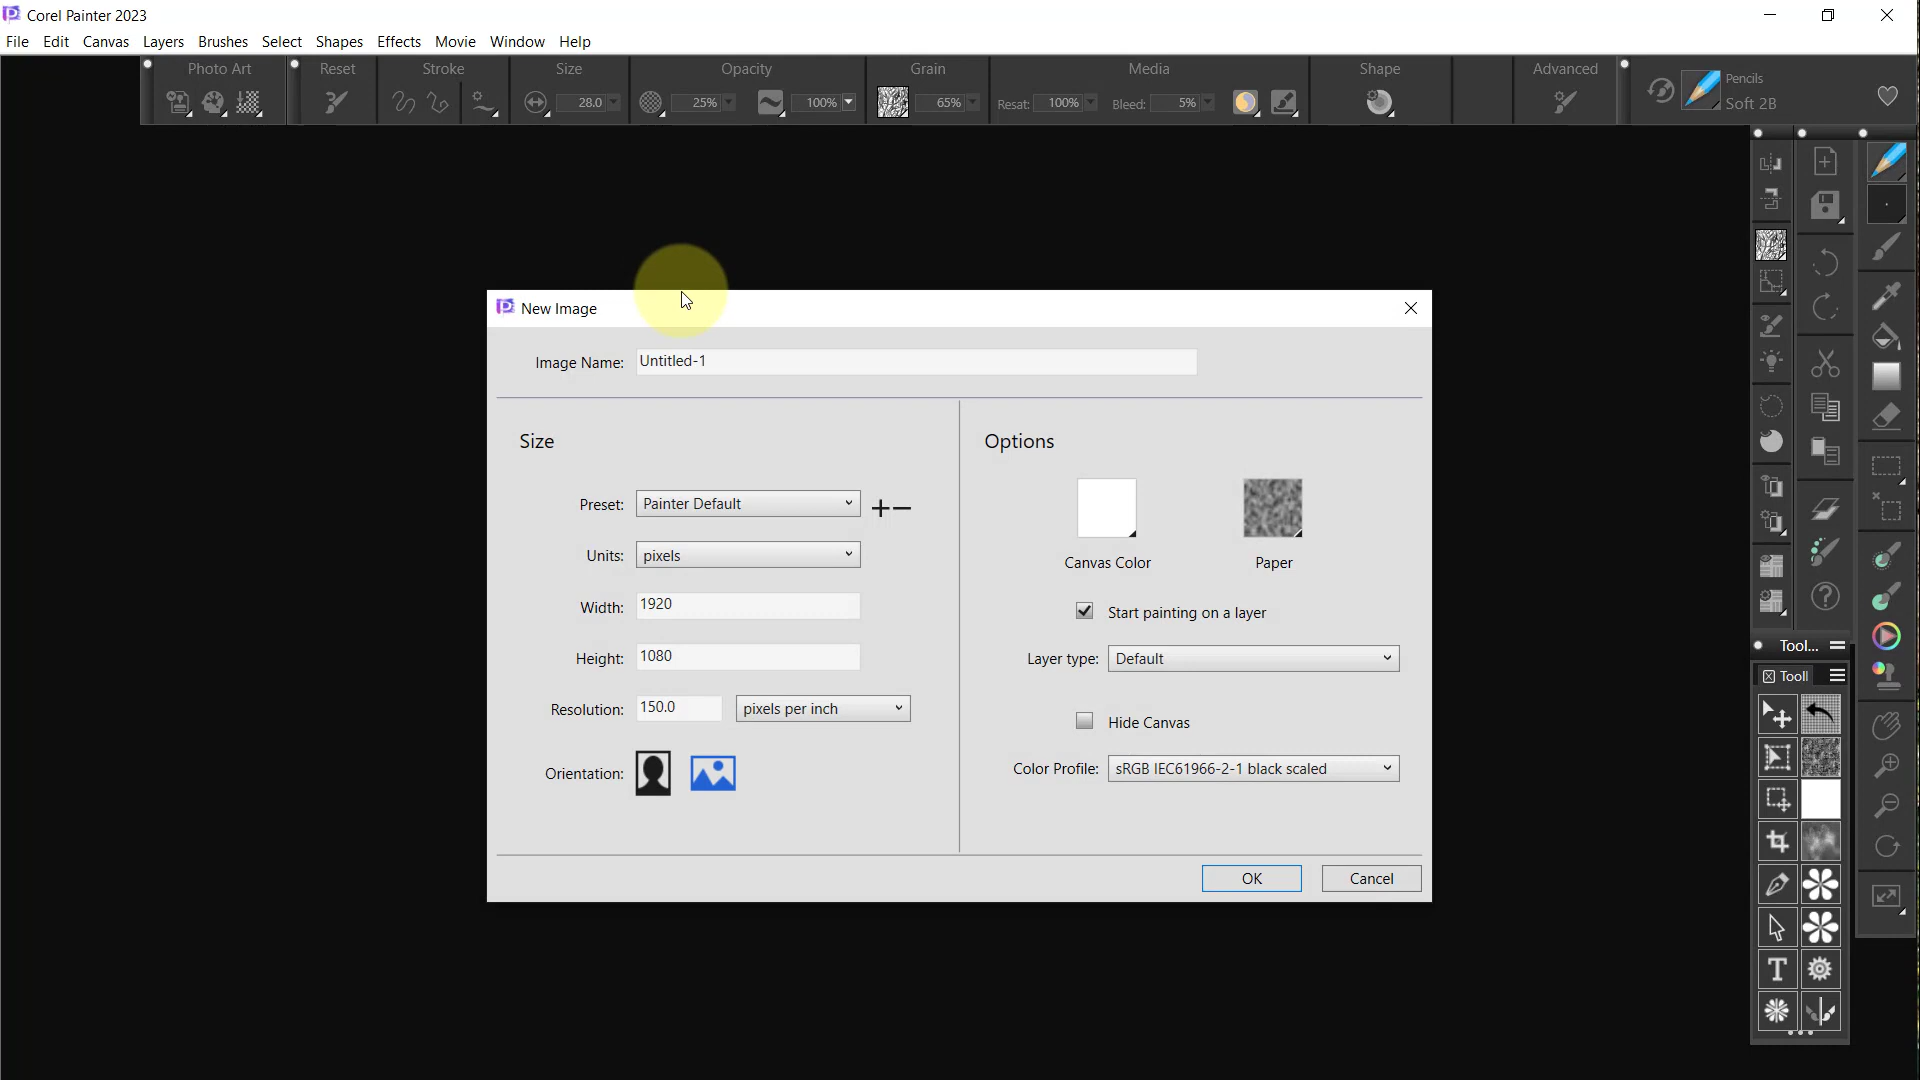 Corel Painter 2023
File Edit Canvas Layers Brushes Select Shapes Effects Movie Window Help
Photo Art Reset Stroke Size Opacity Grain Media Shape Advanced
Pencils
28.0 25% 100% 65% Resat: 100% Bleed: 5% Soft 2B
New Image
Image Name: Untitled-1
Size Options
Preset: Painter Default
Units: pixels
Canvas Color Paper
Width: 1920
Start painting on a layer
Height: 1080
Layer type: Default
Resolution: 150.0 pixels per inch
Hide Canvas
Orientation:
Color Profile: sRGB IEC61966-2-1 black scaled
OK Cancel
Tool...
Tooll